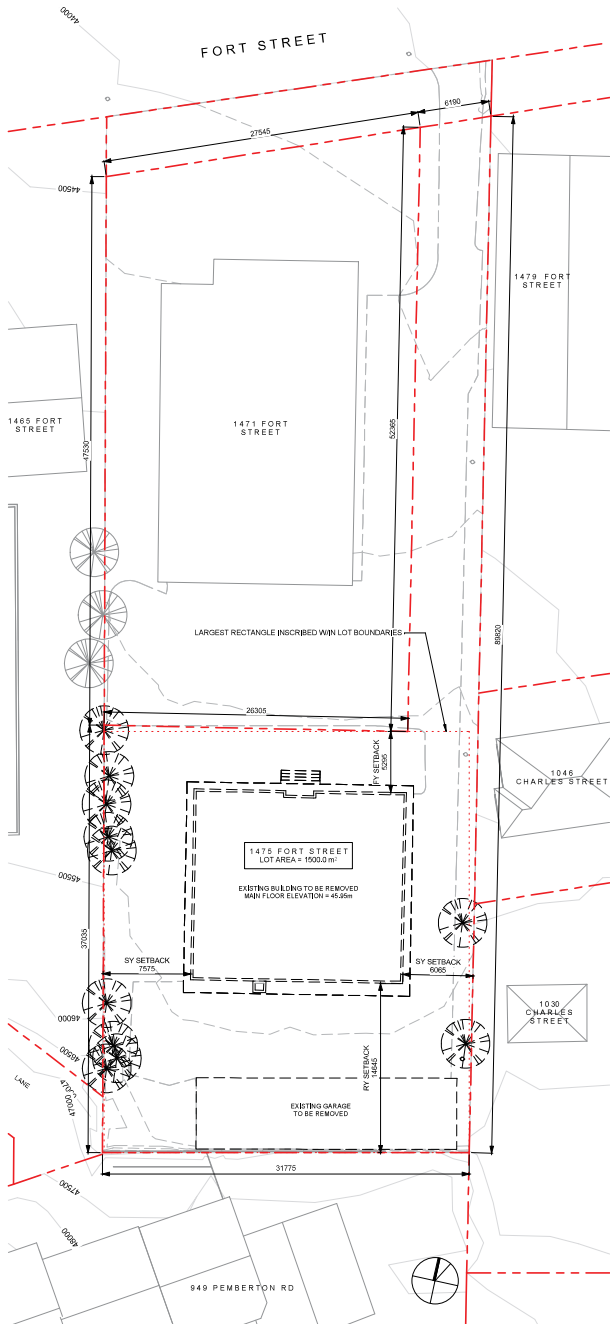 44000
FORT STREET
6190
27545
44500
1479 FORT
STREET
1465 FORT
STREET
1471 FORT
STREET
52365
47530
89820
LARGEST RECTANGLE INSCRIBED W/IN LOT BOUNDARIES
26305
FY SETBACK
5295
1046
CHARLES STREET
1475 FORT STREET
LOT AREA = 1500.0 m²
EXISTING BUILDING TO BE REMOVED
MAIN FLOOR ELEVATION = 45.95m
45500
37035
SY SETBACK
7575
SY SETBACK
6065
RY SETBACK
14645
1030
CHARLES
STREET
46000
46500
LANE
47000
EXISTING GARAGE
TO BE REMOVED
31775
47500
48000
949 PEMBERTON RD